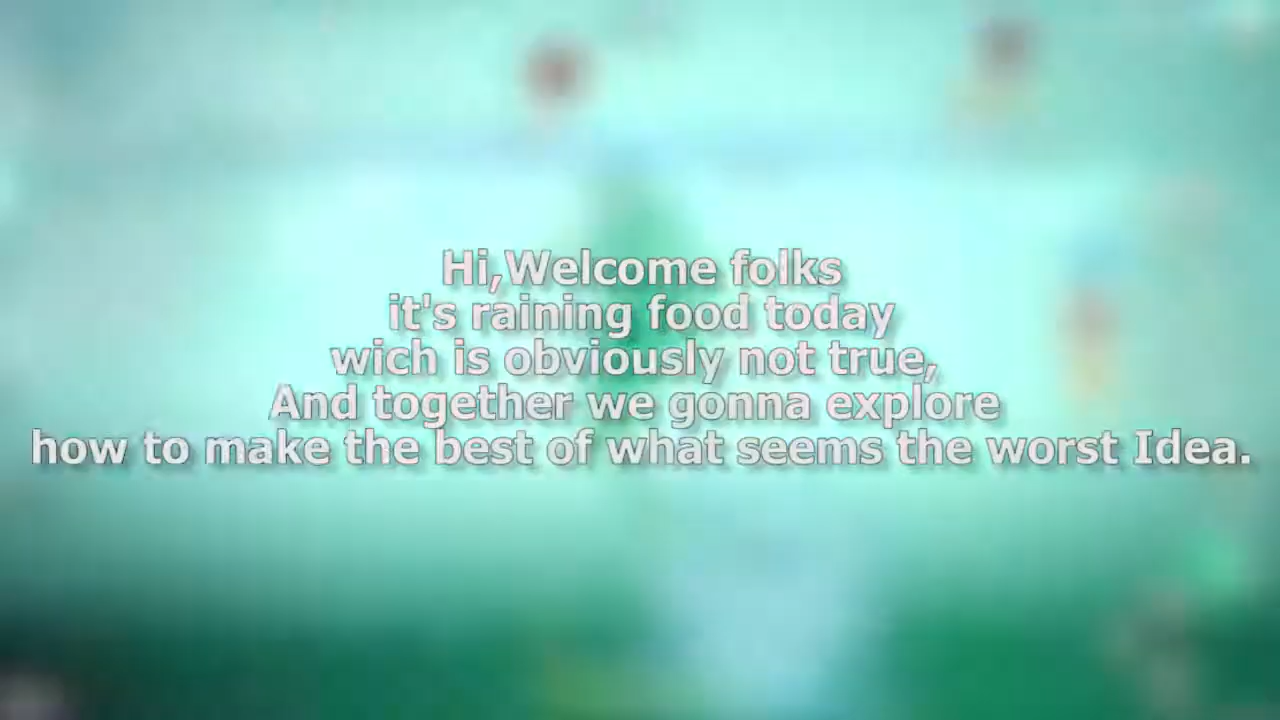 Hi,Welcome folks
it's raining food today
wich is obviously not true,
And together we gonna explore
how to make the best of what seems the worst Idea.